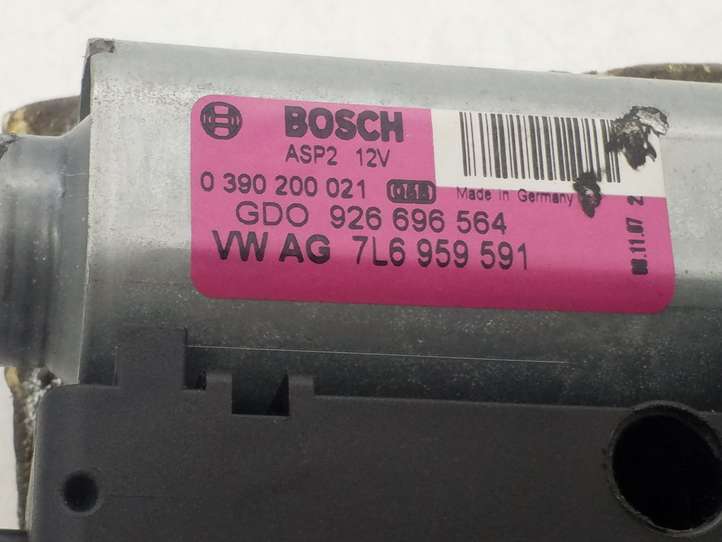 BOSCH
ASP2 12V
0 390 200 021
Made in Germany
GDO 926 696 564
VW AG 7L6 959 591